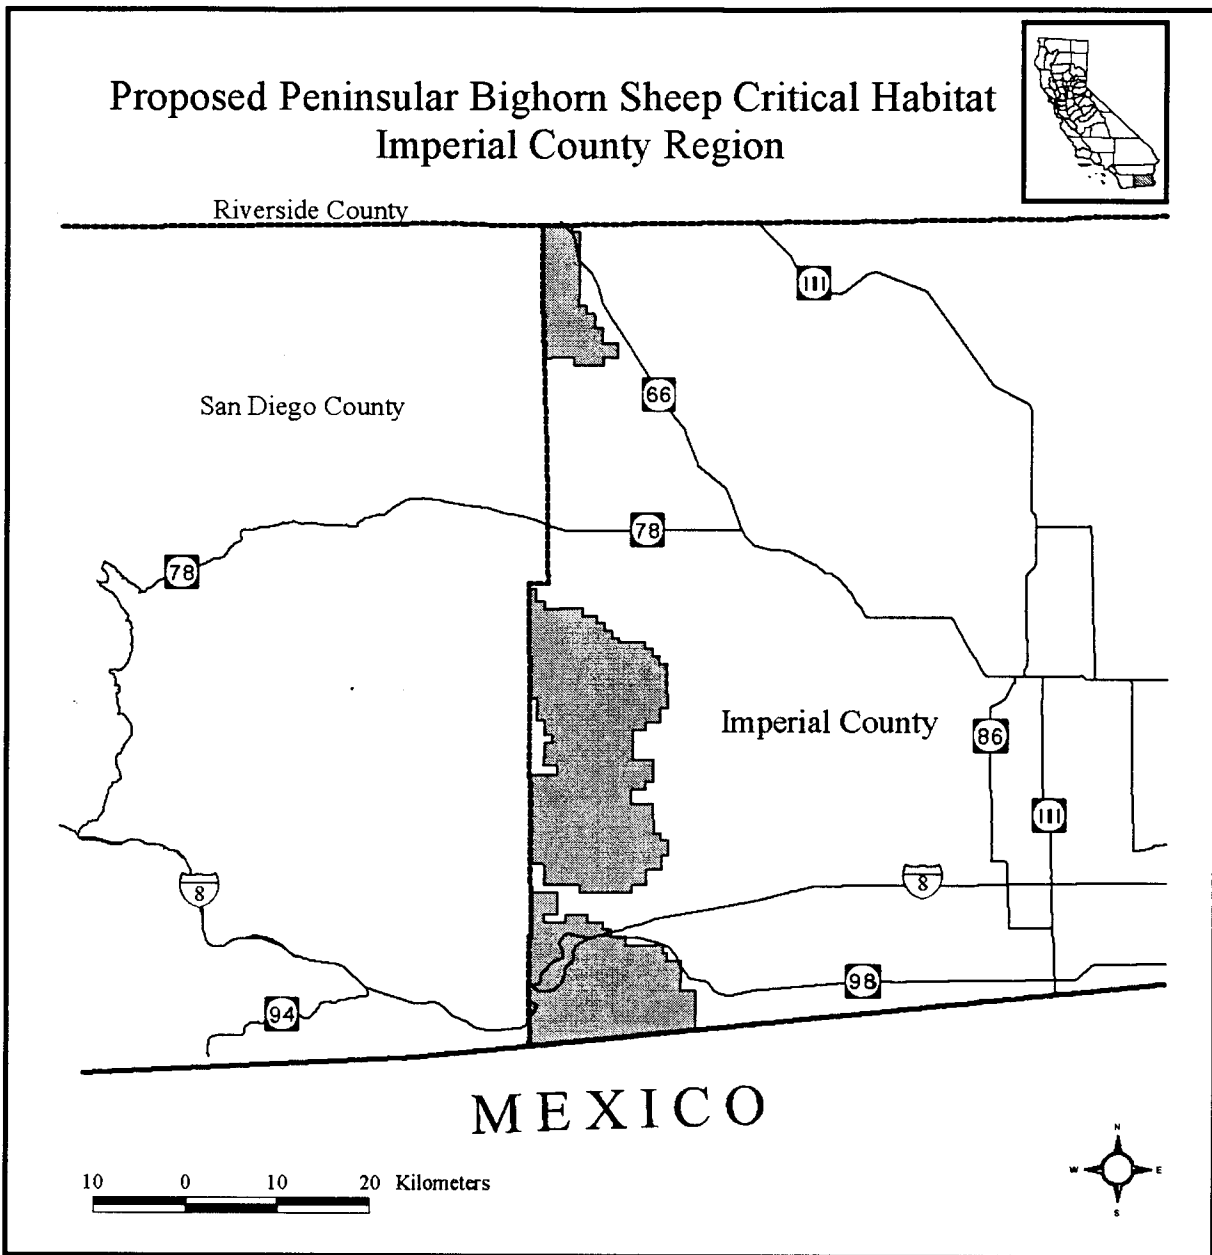 Proposed Peninsular Bighorn Sheep Critical Habitat
Imperial County Region
Riverside County
111
66
San Diego County
78
78
Imperial County
86
111
8
8
98
94
MEXICO
10 0 10 20 Kilometers
N
W E
S